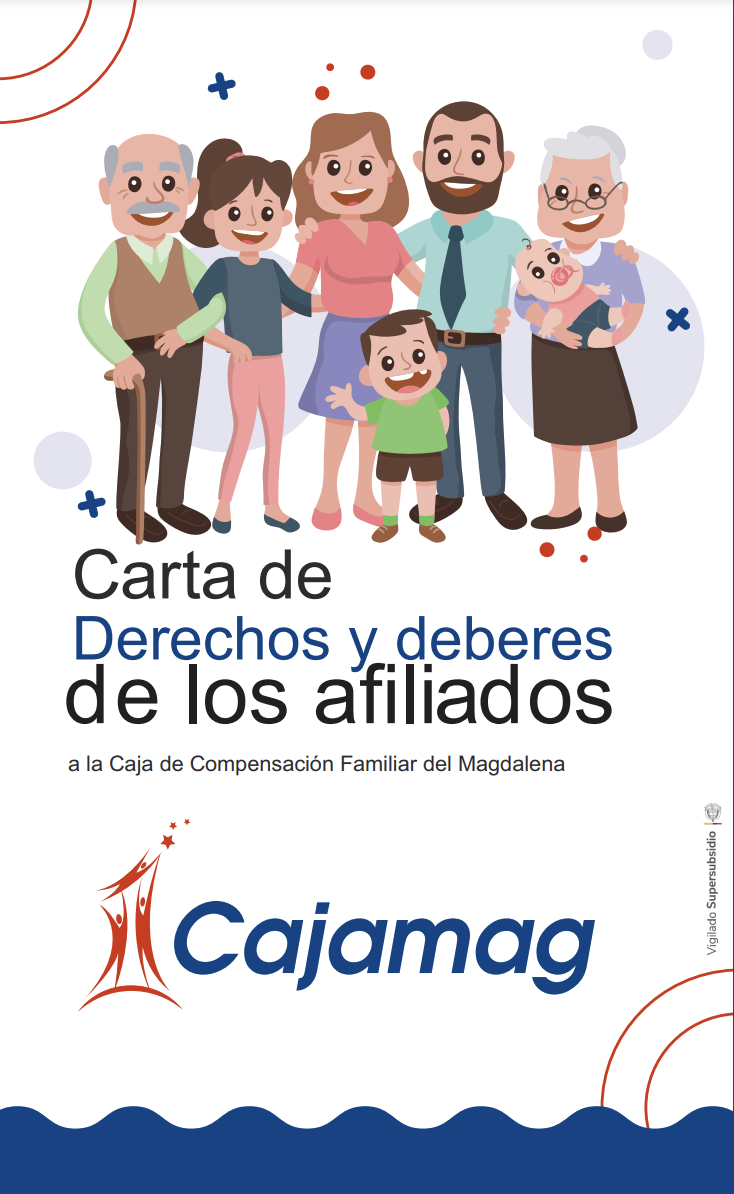 Carta de
Derechos y deberes
de los afiliados
a la Caja de Compensación Familiar del Magdalena
Cajamag
Vigilado Supersubsidio